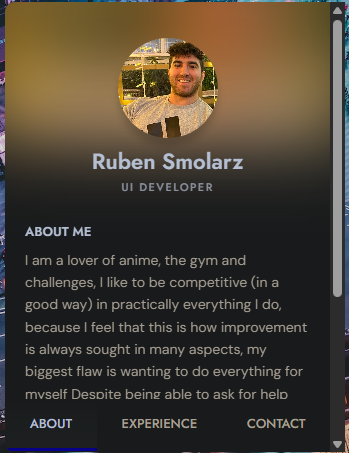 Ruben Smolarz
UI DEVELOPER
ABOUT ME
I am a lover of anime, the gym and
challenges, I like to be competitive (in a
good way) in practically everything I do,
because I feel that this is how improvement
is always sought in many aspects, my
biggest flaw is wanting to do everything for
myself Despite being able to ask for help
ABOUT EXPERIENCE CONTACT